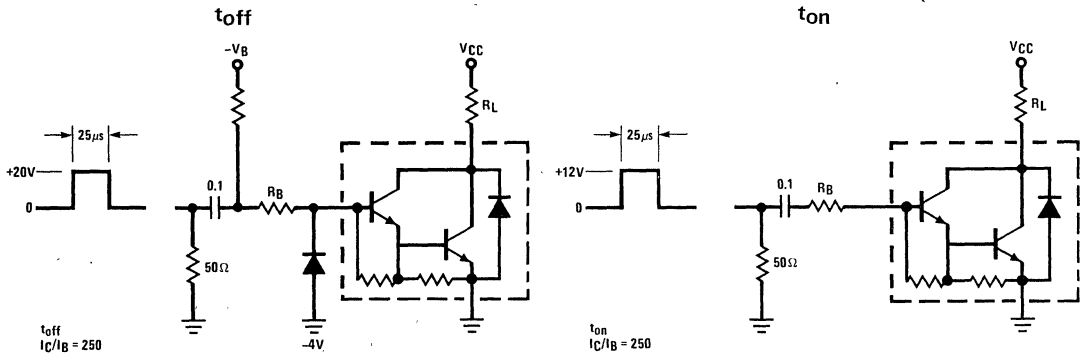 toff
-VB
VCC
RL
25μs
+20V
0
0.1
RB
50Ω
-4V
toff
IC/IB = 250
ton
VCC
RL
25μs
+12V
0
0.1
RB
50Ω
ton
IC/IB = 250